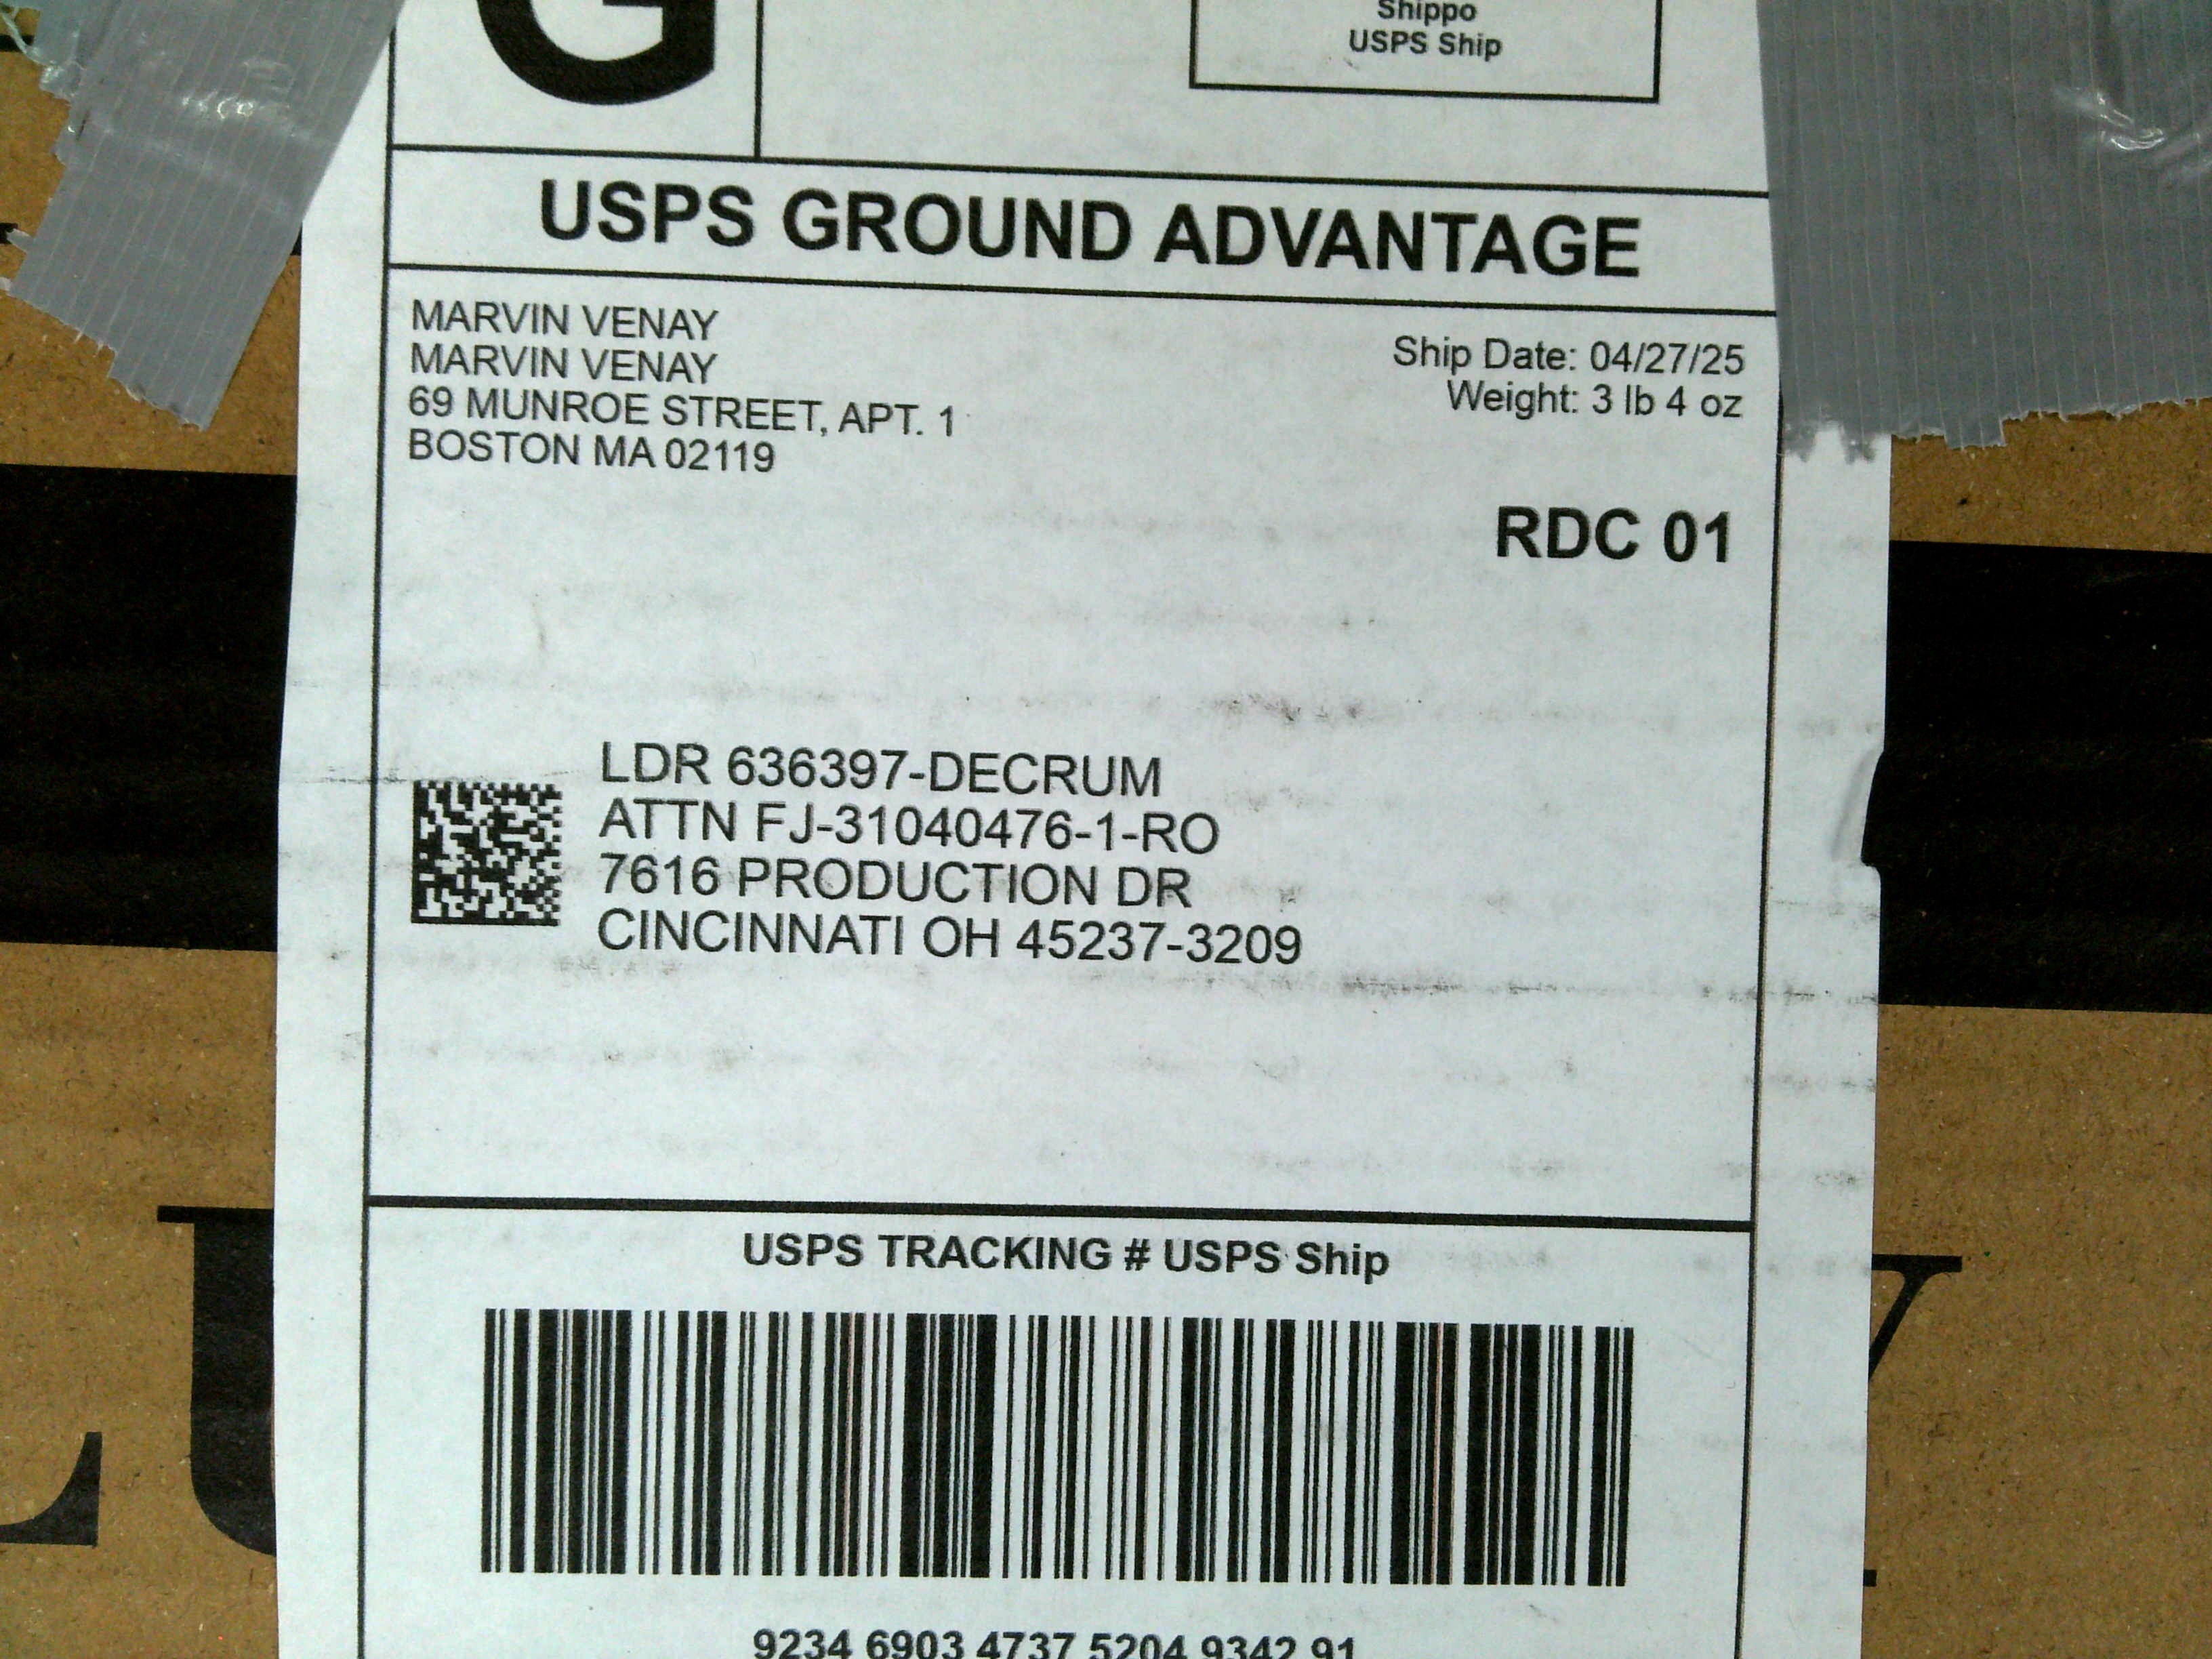 G
Shippo
USPS Ship
USPS GROUND ADVANTAGE
MARVIN VENAY
MARVIN VENAY
69 MUNROE STREET, APT. 1
BOSTON MA 02119
Ship Date: 04/27/25
Weight: 3 lb 4 oz
RDC 01
LDR 636397-DECRUM
ATTN FJ-31040476-1-RO
7616 PRODUCTION DR
CINCINNATI OH 45237-3209
USPS TRACKING # USPS Ship
9234 6903 4737 5204 9342 91